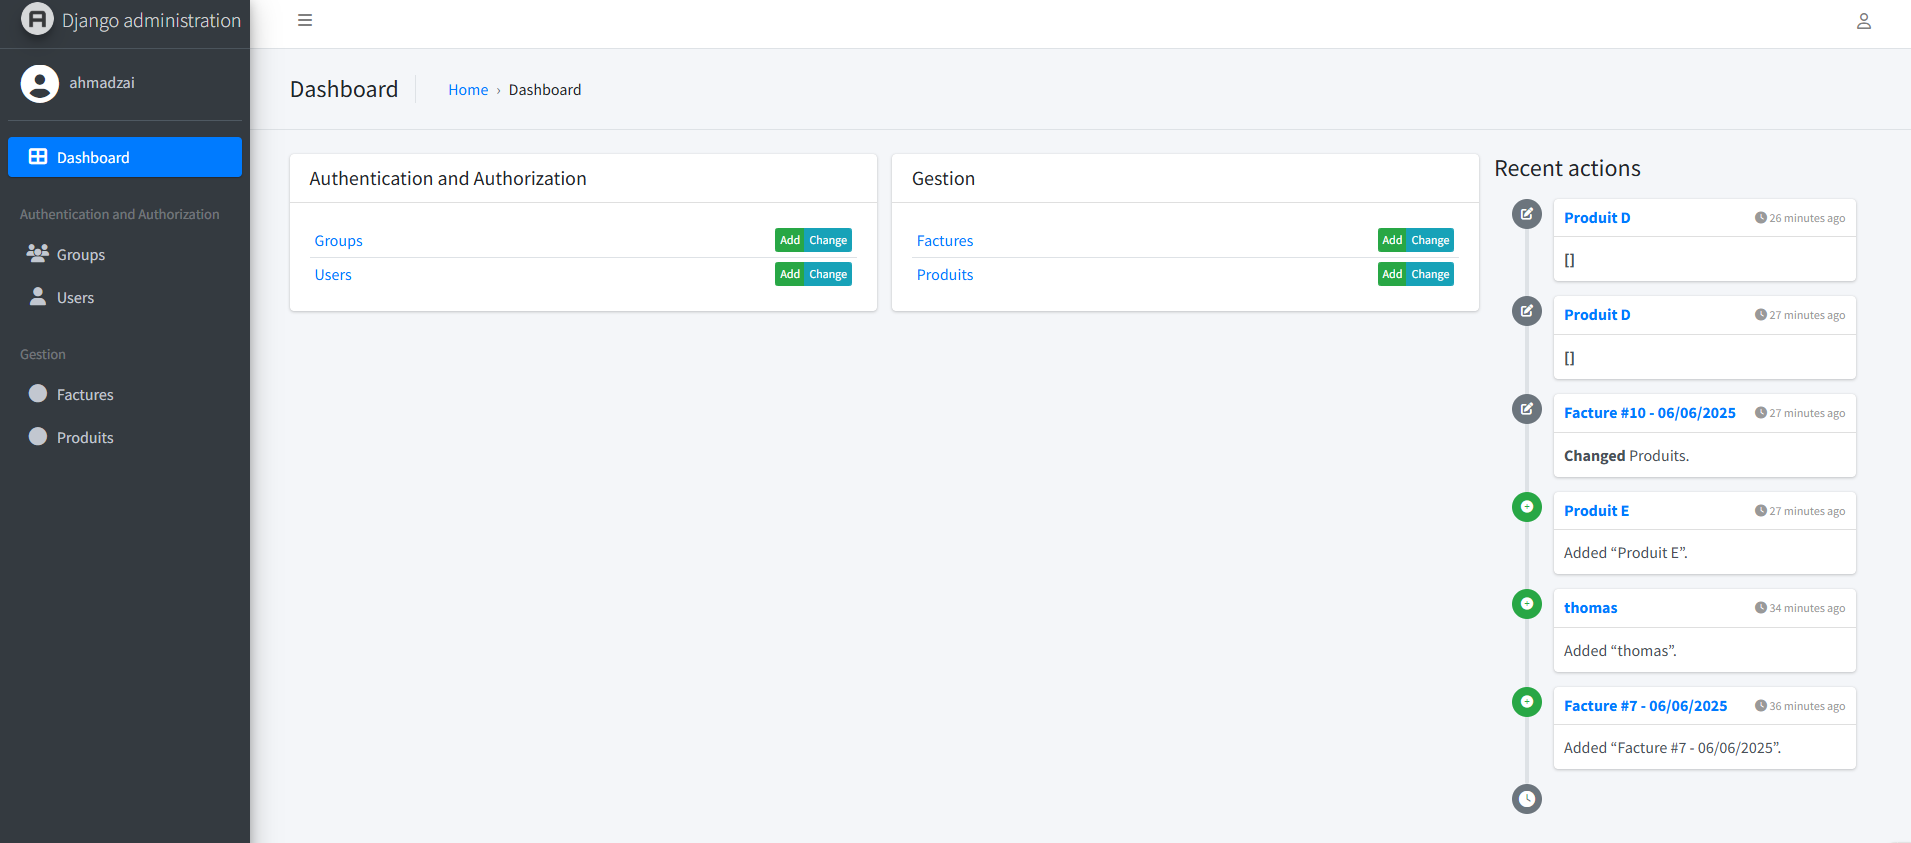 Django administration
ahmadzai
Dashboard
Authentication and Authorization
Groups
Users
Gestion
Factures
Produits
Dashboard
Home › Dashboard
Authentication and Authorization
Groups Add Change
Users Add Change
Gestion
Factures Add Change
Produits Add Change
Recent actions
Produit D 26 minutes ago
[]
Produit D 27 minutes ago
[]
Facture #10 - 06/06/2025 27 minutes ago
Changed Produits.
Produit E 27 minutes ago
Added “Produit E”.
thomas 34 minutes ago
Added “thomas”.
Facture #7 - 06/06/2025 36 minutes ago
Added “Facture #7 - 06/06/2025”.